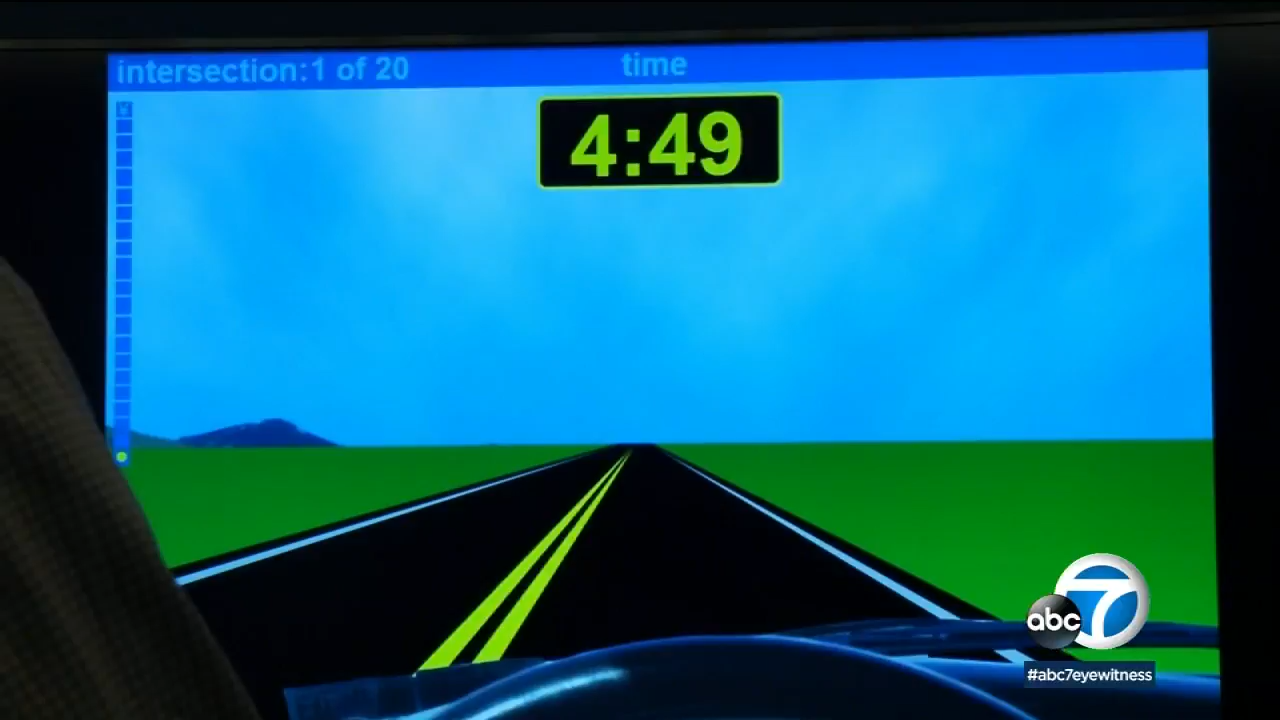 intersection:1 of 20
time
4:49
abc 7
#abc7eyewitness